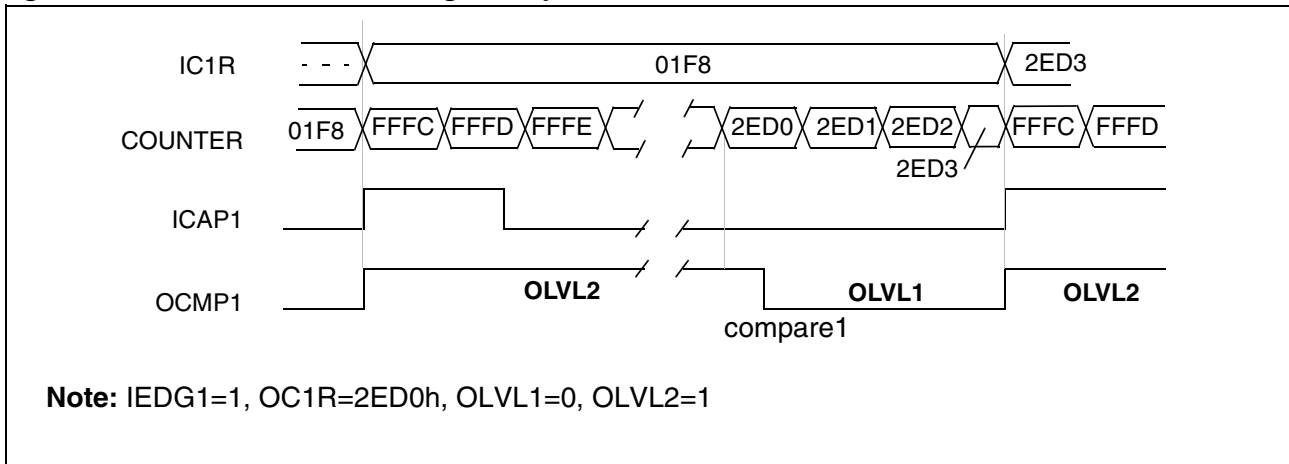 IC1R - - - 01F8 2ED3
COUNTER 01F8 FFFC FFFD FFFE 2ED0 2ED1 2ED2 FFFC FFFD
2ED3
ICAP1
OCMP1 OLVL2 OLVL1 OLVL2
compare1
Note: IEDG1=1, OC1R=2ED0h, OLVL1=0, OLVL2=1